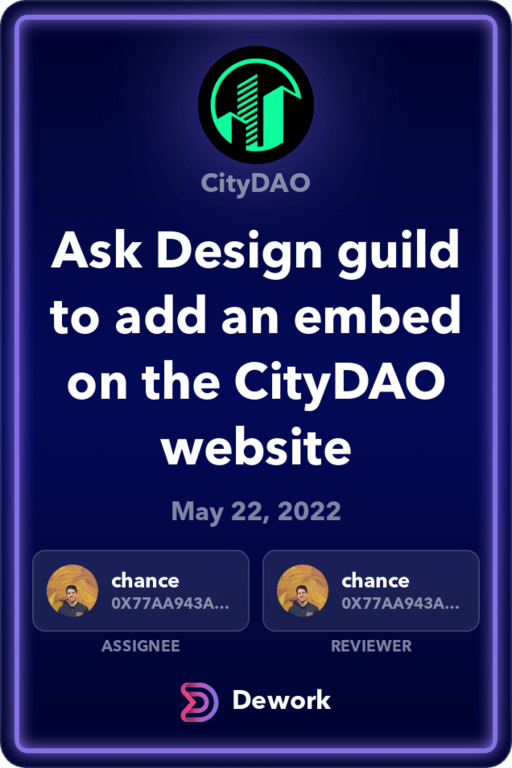 CityDAO
Ask Design guild
to add an embed
on the CityDAO
website
May 22, 2022
chance
0X77AA943A...
ASSIGNEE
chance
0X77AA943A...
REVIEWER
Dework